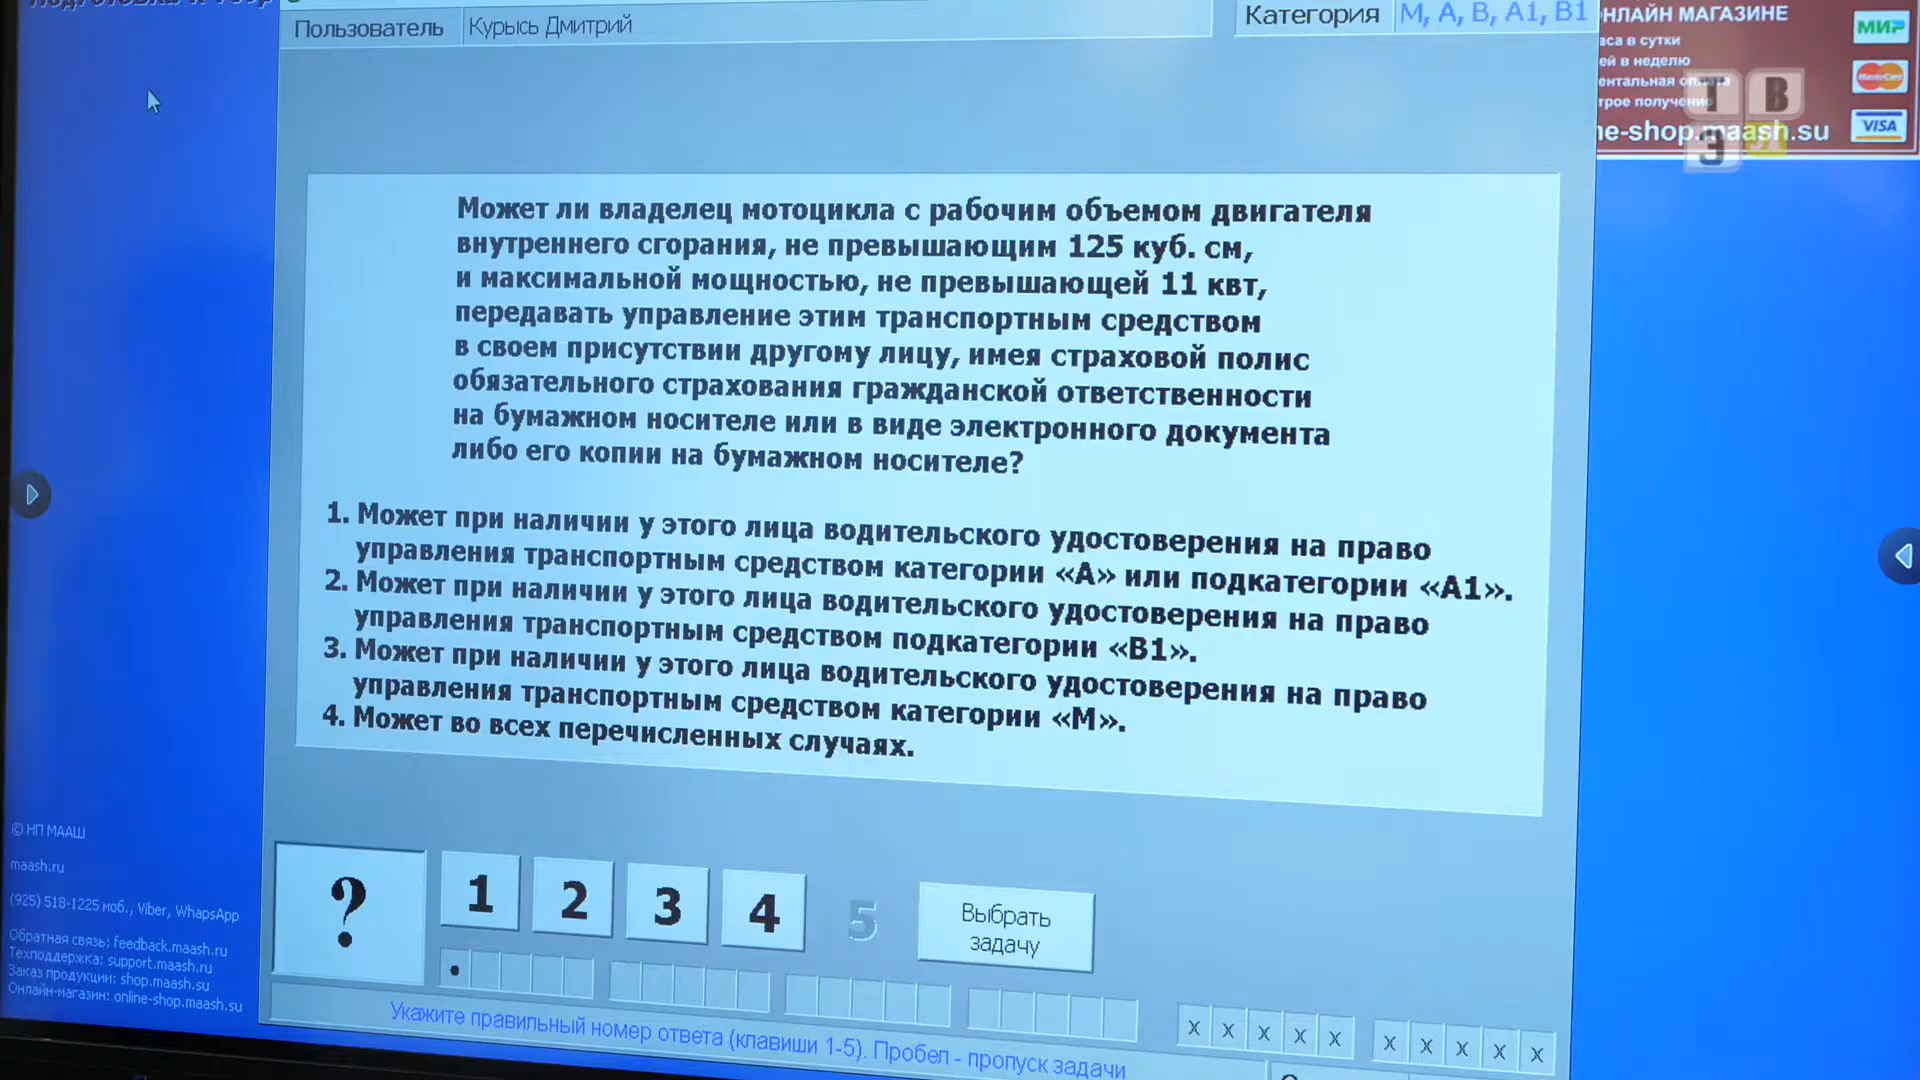 Пользователь
Курысь Дмитрий
Категория
M, A, B, A1, B1
НЛАЙН МАГАЗИНЕ
аса в сутки
ей в неделю
ентальная оплата
трое получение
ne-shop.maash.su
МИР
MasterCard
VISA
Т В
3
Может ли владелец мотоцикла с рабочим объемом двигателя
внутреннего сгорания, не превышающим 125 куб. см,
и максимальной мощностью, не превышающей 11 квт,
передавать управление этим транспортным средством
в своем присутствии другому лицу, имея страховой полис
обязательного страхования гражданской ответственности
на бумажном носителе или в виде электронного документа
либо его копии на бумажном носителе?
1. Может при наличии у этого лица водительского удостоверения на право
управления транспортным средством категории «А» или подкатегории «А1».
2. Может при наличии у этого лица водительского удостоверения на право
управления транспортным средством подкатегории «В1».
3. Может при наличии у этого лица водительского удостоверения на право
управления транспортным средством категории «М».
4. Может во всех перечисленных случаях.
© НП МААШ
maash.ru
(925) 518-1225 моб., Viber, WhapsApp
Обратная связь: feedback.maash.ru
Техподдержка: support.maash.ru
Заказ продукции: shop.maash.su
Онлайн-магазин: online-shop.maash.su
?
1 2 3 4 5
Выбрать
задачу
x x x x x x x x x x
Укажите правильный номер ответа (клавиши 1-5). Пробел - пропуск задачи